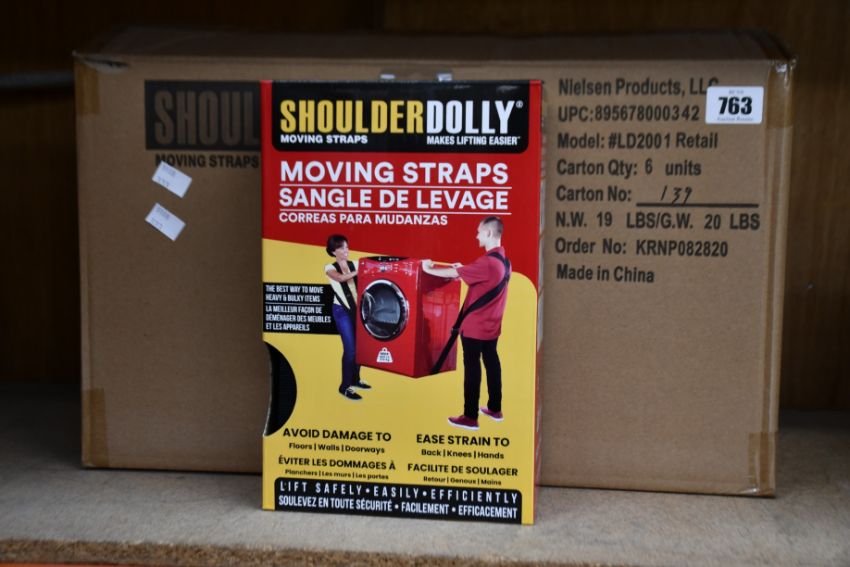 SHOUL
MOVING STRAPS
Nielsen Products, LLC
UPC:895678000342
Model: #LD2001 Retail
Carton Qty: 6 units
Carton No: 139
N.W. 19 LBS/G.W. 20 LBS
Order No: KRNP082820
Made in China
763
SHOULDERDOLLY®
MOVING STRAPS MAKES LIFTING EASIER™
MOVING STRAPS
SANGLE DE LEVAGE
CORREAS PARA MUDANZAS
THE BEST WAY TO MOVE
HEAVY & BULKY ITEMS
LA MEILLEUR FAÇON DE
DÉMÉNAGER DES MEUBLES
ET LES APPAREILS
AVOID DAMAGE TO
Floors | Walls | Doorways
EASE STRAIN TO
Back | Knees | Hands
ÉVITER LES DOMMAGES À
Planchers | Les murs | Les portes
FACILITE DE SOULAGER
Retour | Genoux | Mains
LIFT SAFELY • EASILY • EFFICIENTLY
SOULEVEZ EN TOUTE SÉCURITÉ • FACILEMENT • EFFICACEMENT